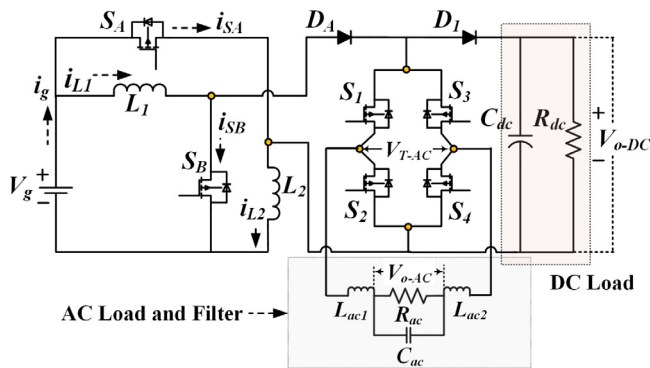 S_A i_SA D_A D_1
i_g i_L1 L_1 i_SB S_1 S_3 C_dc R_dc + V_o-DC −
V_g + − S_B i_L2 L_2 V_T-AC S_2 S_4
V_o-AC DC Load
AC Load and Filter L_ac1 R_ac L_ac2
C_ac